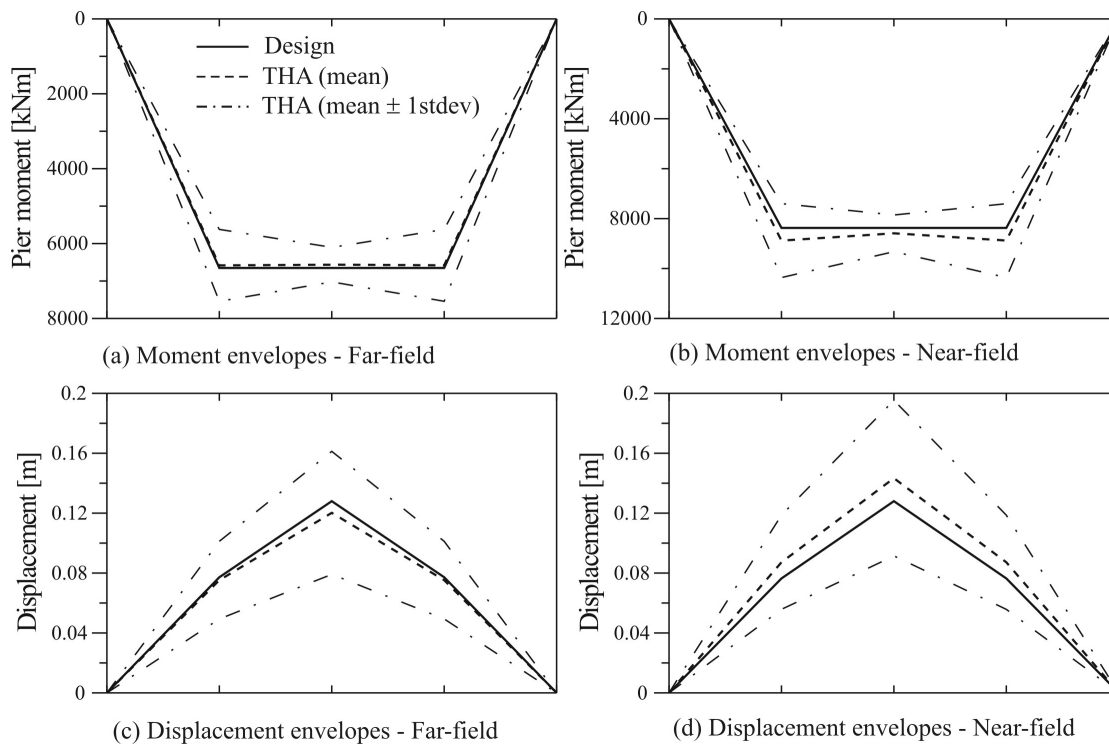 0
2000
4000
6000
8000
Pier moment [kNm]
Design
THA (mean)
THA (mean ± 1stdev)
(a) Moment envelopes - Far-field
0
4000
8000
12000
Pier moment [kNm]
(b) Moment envelopes - Near-field
0.2
0.16
0.12
0.08
0.04
0
Displacement [m]
(c) Displacement envelopes - Far-field
0.2
0.16
0.12
0.08
0.04
0
Displacement [m]
(d) Displacement envelopes - Near-field